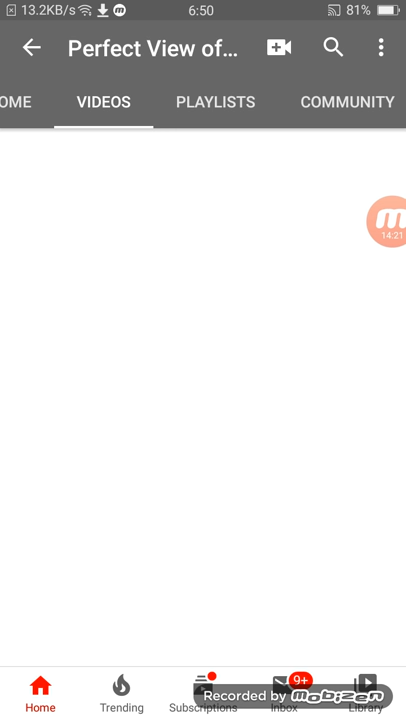 13.2KB/s 6:50 81%
Perfect View of...
OME VIDEOS PLAYLISTS COMMUNITY
14:21
9+
Home Trending Subscriptions Inbox Library
Recorded by mobizen